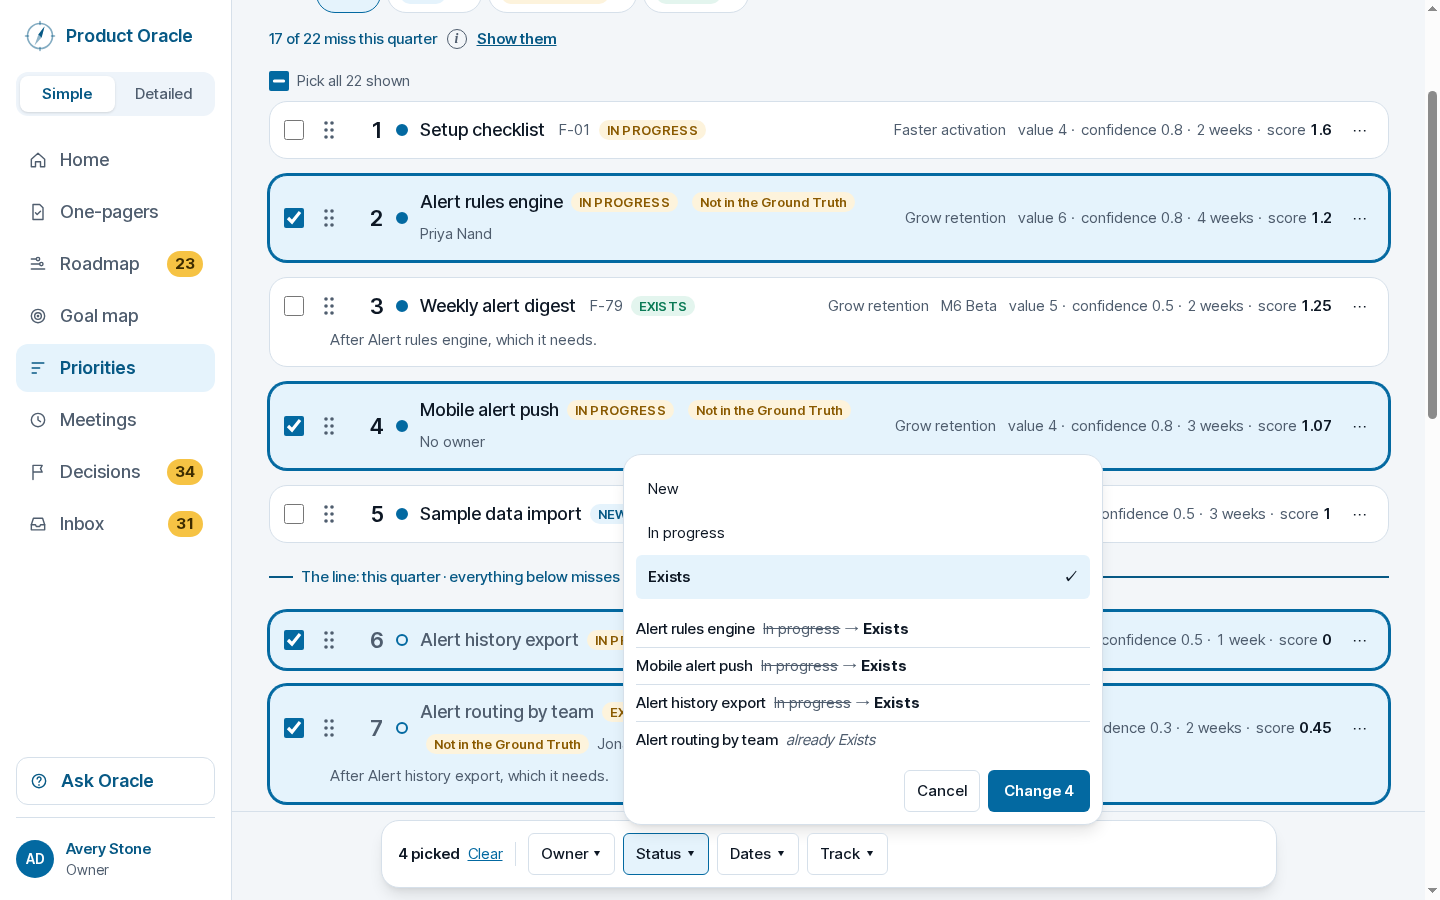 Product Oracle
Simple
Detailed
Home
One-pagers
Roadmap 23
Goal map
Priorities
Meetings
Decisions 34
Inbox 31
Ask Oracle
AD
Avery Stone
Owner
17 of 22 miss this quarter i Show them
Pick all 22 shown
1 Setup checklist F-01 IN PROGRESS Faster activation value 4 · confidence 0.8 · 2 weeks · score 1.6 ···
2 Alert rules engine IN PROGRESS Not in the Ground Truth Grow retention value 6 · confidence 0.8 · 4 weeks · score 1.2 ···
Priya Nand
3 Weekly alert digest F-79 EXISTS Grow retention M6 Beta value 5 · confidence 0.5 · 2 weeks · score 1.25 ···
After Alert rules engine, which it needs.
4 Mobile alert push IN PROGRESS Not in the Ground Truth Grow retention value 4 · confidence 0.8 · 3 weeks · score 1.07 ···
No owner
5 Sample data import NEW onfidence 0.5 · 3 weeks · score 1 ···
The line: this quarter · everything below misses
6 Alert history export IN P confidence 0.5 · 1 week · score 0 ···
7 Alert routing by team EX dence 0.3 · 2 weeks · score 0.45 ···
Not in the Ground Truth Jon
After Alert history export, which it needs.
New
In progress
Exists ✓
Alert rules engine In progress → Exists
Mobile alert push In progress → Exists
Alert history export In progress → Exists
Alert routing by team already Exists
Cancel Change 4
4 picked Clear Owner ▼ Status ▼ Dates ▼ Track ▼